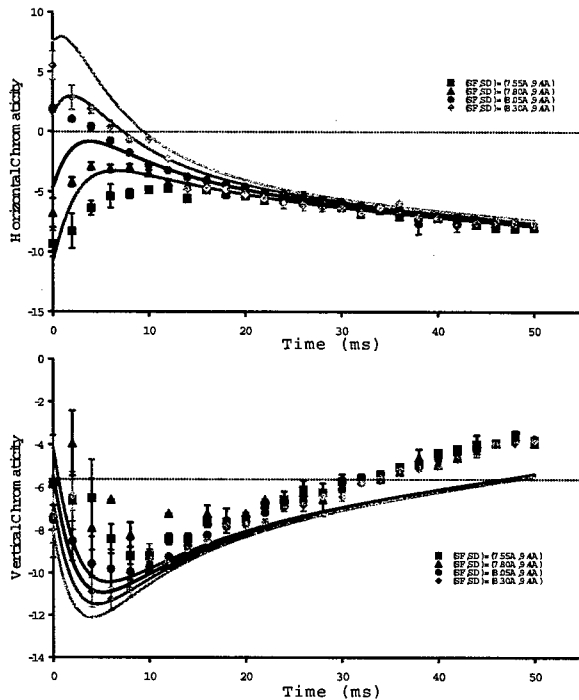 10
5
0
-5
-10
-15
Horizontal Chromaticity
(SF,SD)=(7.55A,9.4A)
(SF,SD)=(7.80A,9.4A)
(SF,SD)=(8.05A,9.4A)
(SF,SD)=(8.30A,9.4A)
0 10 20 30 40 50
Time (ms)
0
-2
-4
-6
-8
-10
-12
-14
Vertical Chromaticity
(SF,SD)=(7.55A,9.4A)
(SF,SD)=(7.80A,9.4A)
(SF,SD)=(8.05A,9.4A)
(SF,SD)=(8.30A,9.4A)
0 10 20 30 40 50
Time (ms)